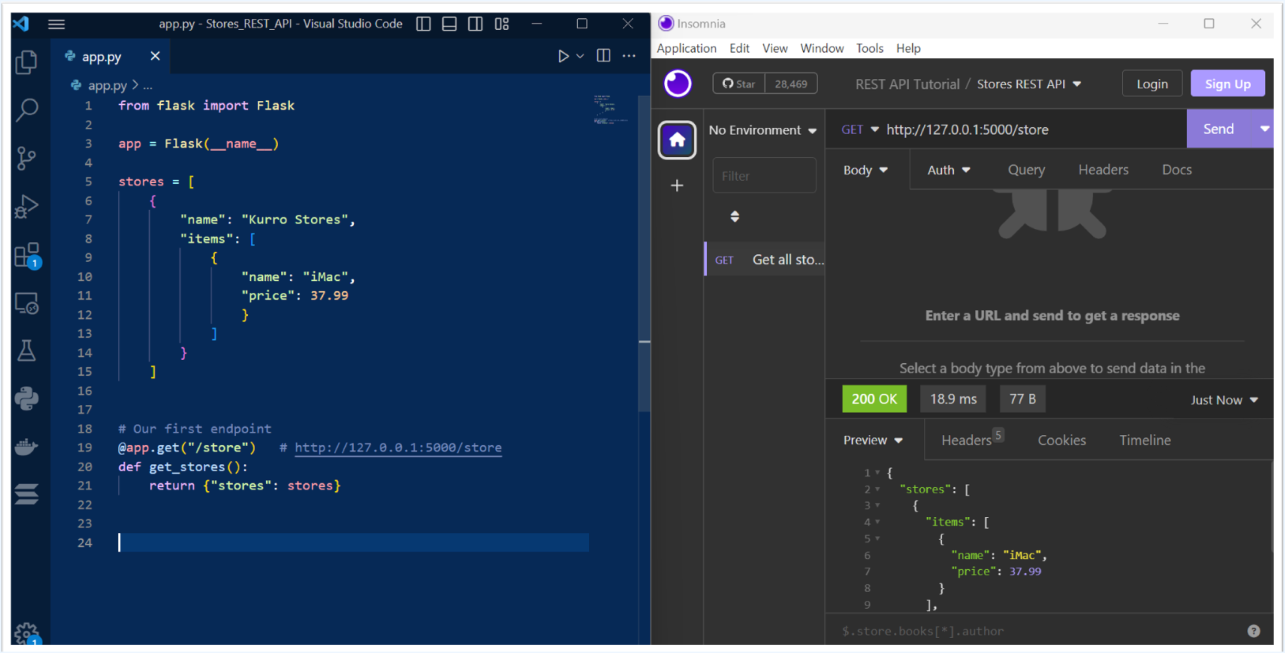 app.py - Stores_REST_API - Visual Studio Code
app.py
app.py > ...
1 from flask import Flask
2
3 app = Flask(__name__)
4
5 stores = [
6 {
7 "name": "Kurro Stores",
8 "items": [
9 {
10 "name": "iMac",
11 "price": 37.99
12 }
13 ]
14 }
15 ]
16
17
18 # Our first endpoint
19 @app.get("/store") # http://127.0.0.1:5000/store
20 def get_stores():
21 return {"stores": stores}
22
23
24
1
1
Insomnia
Application Edit View Window Tools Help
Star 28,469
REST API Tutorial / Stores REST API
Login
Sign Up
No Environment
GET http://127.0.0.1:5000/store
Send
Filter
Body Auth Query Headers Docs
GET Get all sto...
Enter a URL and send to get a response
Select a body type from above to send data in the
200 OK 18.9 ms 77 B Just Now
Preview Headers 5 Cookies Timeline
1 {
2 "stores": [
3 {
4 "items": [
5 {
6 "name": "iMac",
7 "price": 37.99
8 }
9 ],
$.store.books[*].author